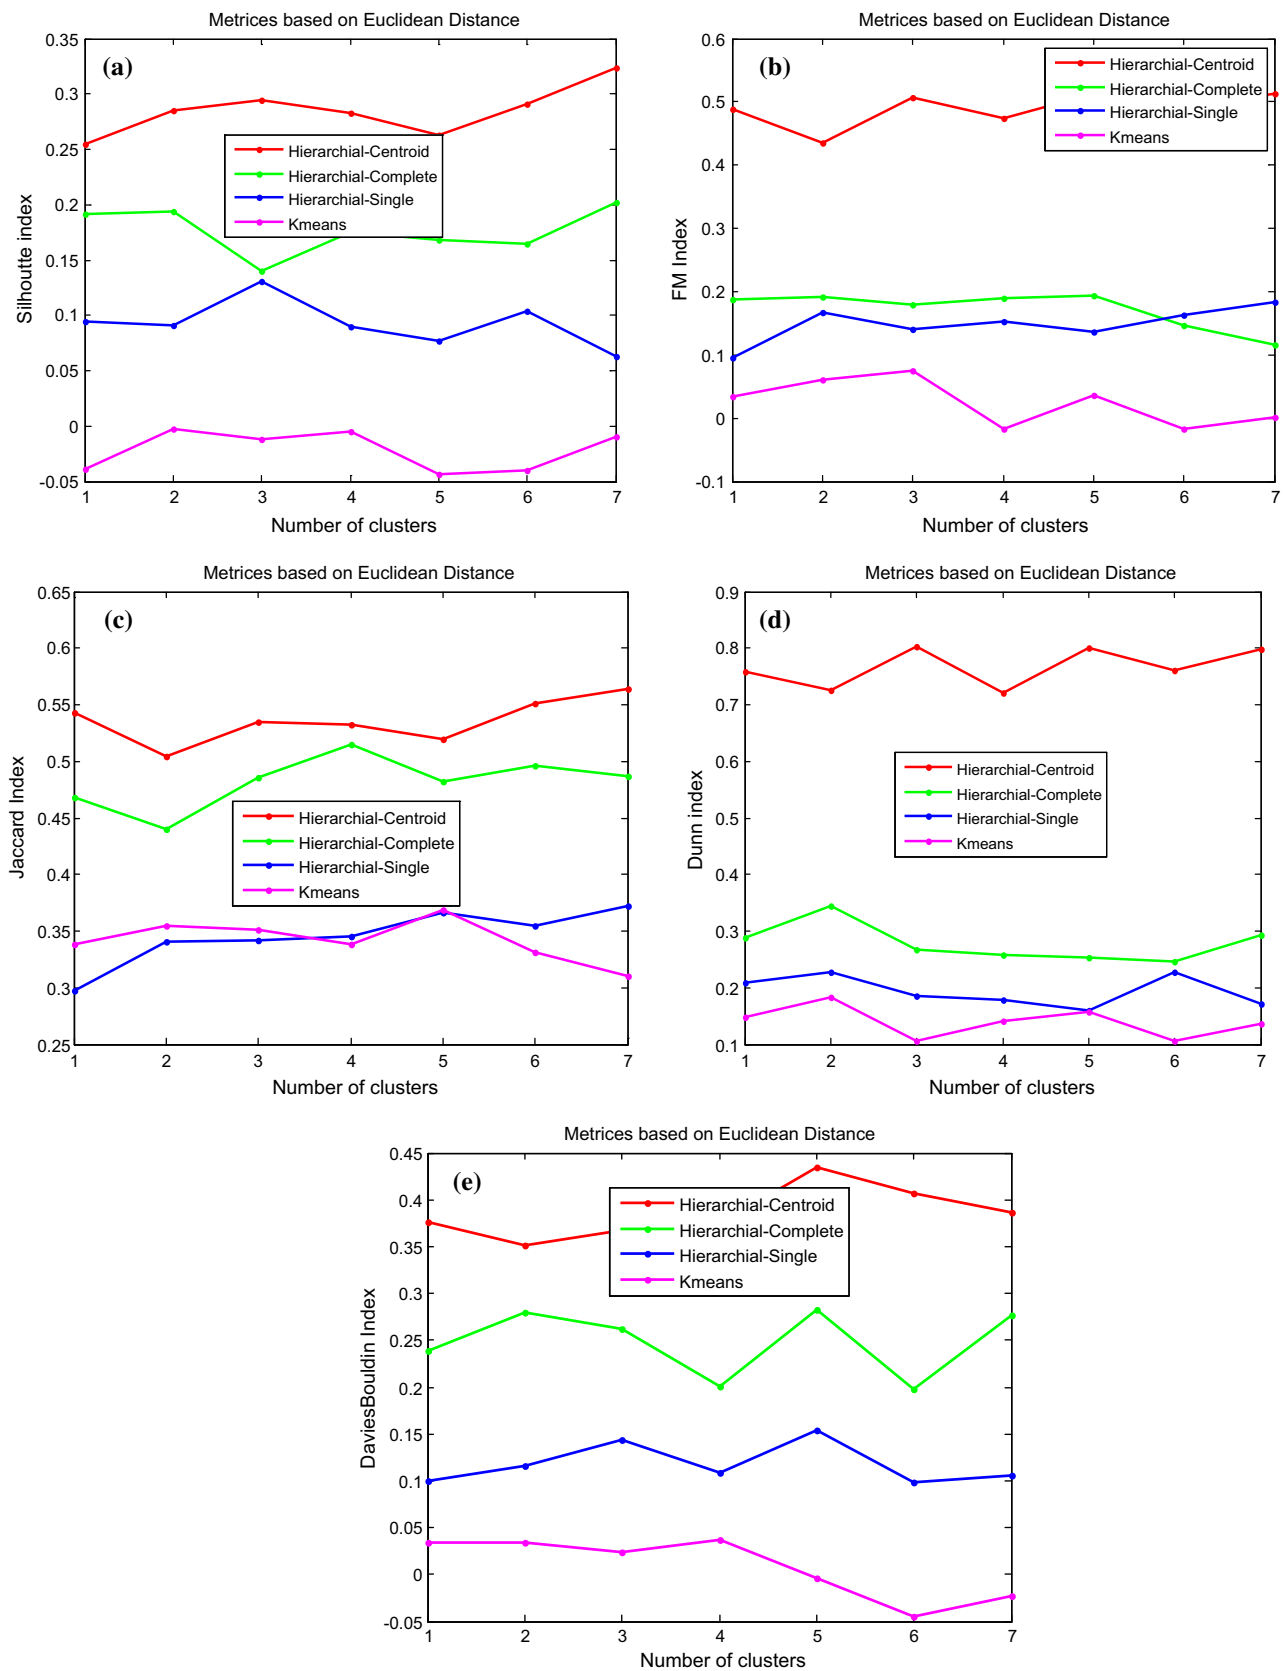 Metrices based on Euclidean Distance
(a)
0.35
0.3
0.25
0.2
0.15
0.1
0.05
0
-0.05
Silhoutte index
Hierarchial-Centroid
Hierarchial-Complete
Hierarchial-Single
Kmeans
1 2 3 4 5 6 7
Number of clusters
Metrices based on Euclidean Distance
(b)
0.6
0.5
0.4
0.3
0.2
0.1
0
-0.1
FM Index
Hierarchial-Centroid
Hierarchial-Complete
Hierarchial-Single
Kmeans
1 2 3 4 5 6 7
Number of clusters
Metrices based on Euclidean Distance
(c)
0.65
0.6
0.55
0.5
0.45
0.4
0.35
0.3
0.25
Jaccard Index
Hierarchial-Centroid
Hierarchial-Complete
Hierarchial-Single
Kmeans
1 2 3 4 5 6 7
Number of clusters
Metrices based on Euclidean Distance
(d)
0.9
0.8
0.7
0.6
0.5
0.4
0.3
0.2
0.1
Dunn index
Hierarchial-Centroid
Hierarchial-Complete
Hierarchial-Single
Kmeans
1 2 3 4 5 6 7
Number of clusters
Metrices based on Euclidean Distance
(e)
0.45
0.4
0.35
0.3
0.25
0.2
0.15
0.1
0.05
0
-0.05
DaviesBouldin Index
Hierarchial-Centroid
Hierarchial-Complete
Hierarchial-Single
Kmeans
1 2 3 4 5 6 7
Number of clusters